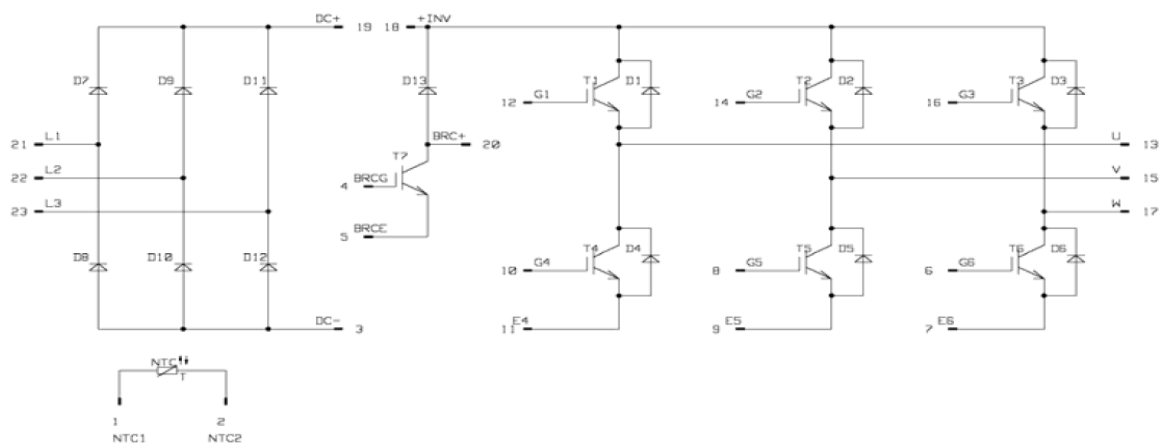 DC+ 19 18 +INV
D7 D9 D11 D13 T1 D1 T2 D2 T3 D3
12 G1 14 G2 16 G3
21 L1 BRC+ 20 U 13
22 L2 T7 V 15
4 BRCG
23 L3 W 17
5 BRCE
D8 D10 D12 T4 D4 T5 D5 T6 D6
10 G4 8 G5 6 G6
DC- 3 11 E4 9 E5 7 E6
NTC
T
1 2
NTC1 NTC2